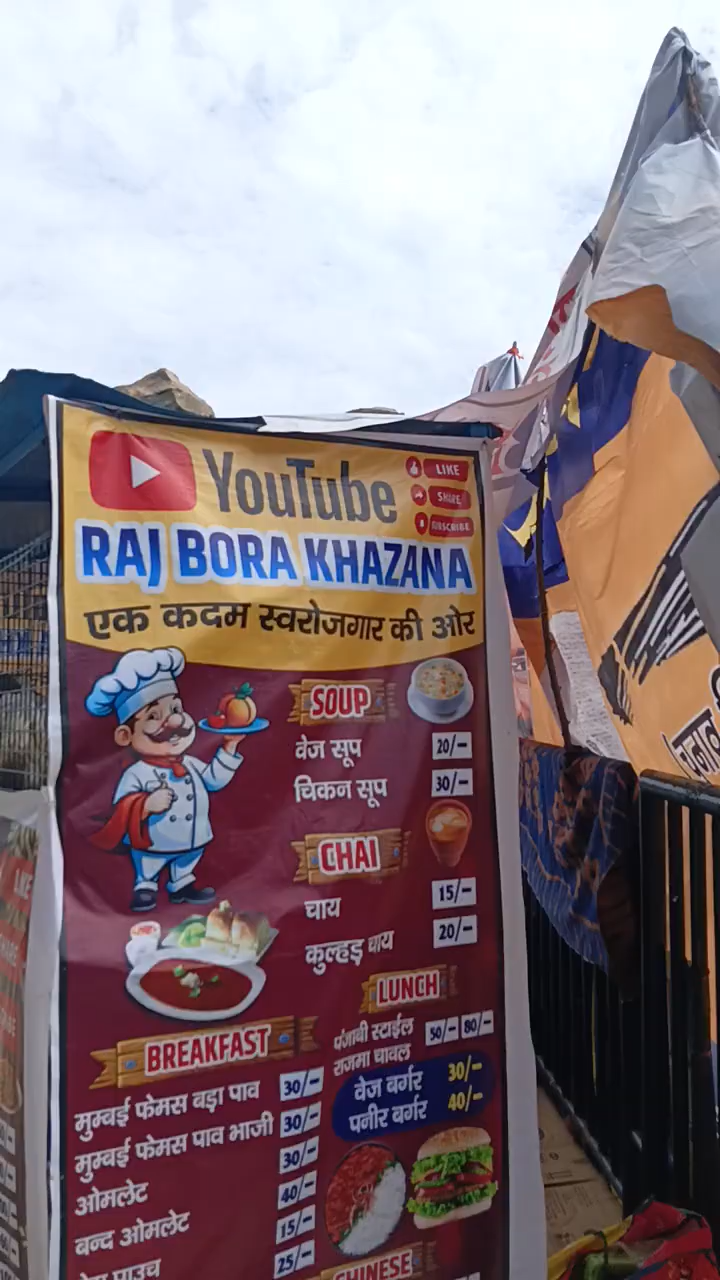 YouTube
LIKE
SHARE
SUBSCRIBE
RAJ BORA KHAZANA
एक कदम स्वरोजगार की ओर
SOUP
वेज सूप 20/-
चिकन सूप 30/-
CHAI
चाय 15/-
कुल्हड़ चाय 20/-
LUNCH
पंजाबी स्टाईल
राजमा चावल 50/- 80/-
वेज बर्गर 30/-
पनीर बर्गर 40/-
BREAKFAST
मुम्बई फेमस बड़ा पाव 30/-
मुम्बई फेमस पाव भाजी 30/-
30/-
ओमलेट 40/-
बन्द ओमलेट 15/-
25/-
CHINESE